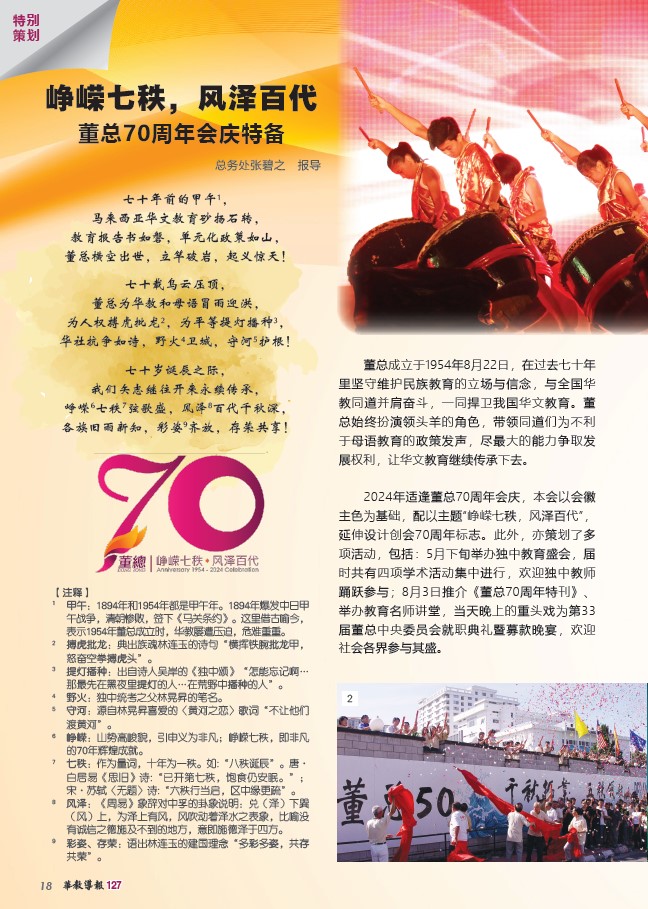 特别
策划
峥嵘七秩，风泽百代
董总70周年会庆特备
总务处张碧之 报导
七十年前的甲午1，
马来西亚华文教育砂扬石转，
教育报告书如磐，单元化政策如山，
董总横空出世，立竿破岩，起义惊天！
七十载乌云压顶，
董总为华教和母语冒雨迎洪，
为人权搏虎批龙2，为平等提灯播种3，
华社抗争如诗，野火4卫城，守河5护根！
七十岁诞辰之际，
我们矢志继往开来永续传承，
峥嵘6七秩7弦歌盛，风泽8百代千秋深，
各族旧雨新知，彩姿9齐放，存荣共享！
70
董總
DONG ZONG
峥嵘七秩·风泽百代
Anniversary 1954 - 2024 Celebration
【注释】
1 甲午：1894年和1954年都是甲午年。1894年爆发中日甲
午战争，清朝惨败，签下《马关条约》。这里借古喻今，
表示1954年董总成立时，华教屡遭压迫，危难重重。
2 搏虎批龙：典出族魂林连玉的诗句“横挥铁腕批龙甲，
怒奋空拳搏虎头”。
3 提灯播种：出自诗人吴岸的《独中颂》“怎能忘记啊…
那最先在黑夜里提灯的人…在荒野中播种的人”。
4 野火：独中统考之父林晃昇的笔名。
5 守河：源自林晃昇喜爱的〈黄河之恋〉歌词“不让他们
渡黄河”。
6 峥嵘：山势高峻貌，引申义为非凡；峥嵘七秩，即非凡
的70年辉煌成就。
7 七秩：作为量词，十年为一秩。如：“八秩诞辰”。唐·
白居易《思旧》诗：“已开第七秩，饱食仍安眠。”；
宋·苏轼〈无题〉诗：“六秩行当启，区中缘更疏”。
8 风泽：《周易》象辞对中孚的卦象说明：兑（泽）下巽
（风）上，为泽上有风，风吹动着泽水之表象，比喻没
有诚信之德施及不到的地方，意即施德泽于四方。
9 彩姿、存荣：语出林连玉的建国理念“多彩多姿，共存
共荣”。
18 華教導報 127
董总成立于1954年8月22日，在过去七十年
里坚守维护民族教育的立场与信念，与全国华
教同道并肩奋斗，一同捍卫我国华文教育。董
总始终扮演领头羊的角色，带领同道们为不利
于母语教育的政策发声，尽最大的能力争取发
展权利，让华文教育继续传承下去。
2024年适逢董总70周年会庆，本会以会徽
主色为基础，配以主题“峥嵘七秩，风泽百代”，
延伸设计创会70周年标志。此外，亦策划了多
项活动，包括：5月下旬举办独中教育盛会，届
时共有四项学术活动集中进行，欢迎独中教师
踊跃参与；8月3日推介《董总70周年特刊》、
举办教育名师讲堂，当天晚上的重头戏为第33
届董总中央委员会就职典礼暨募款晚宴，欢迎
社会各界参与其盛。
2
董总50
千秋